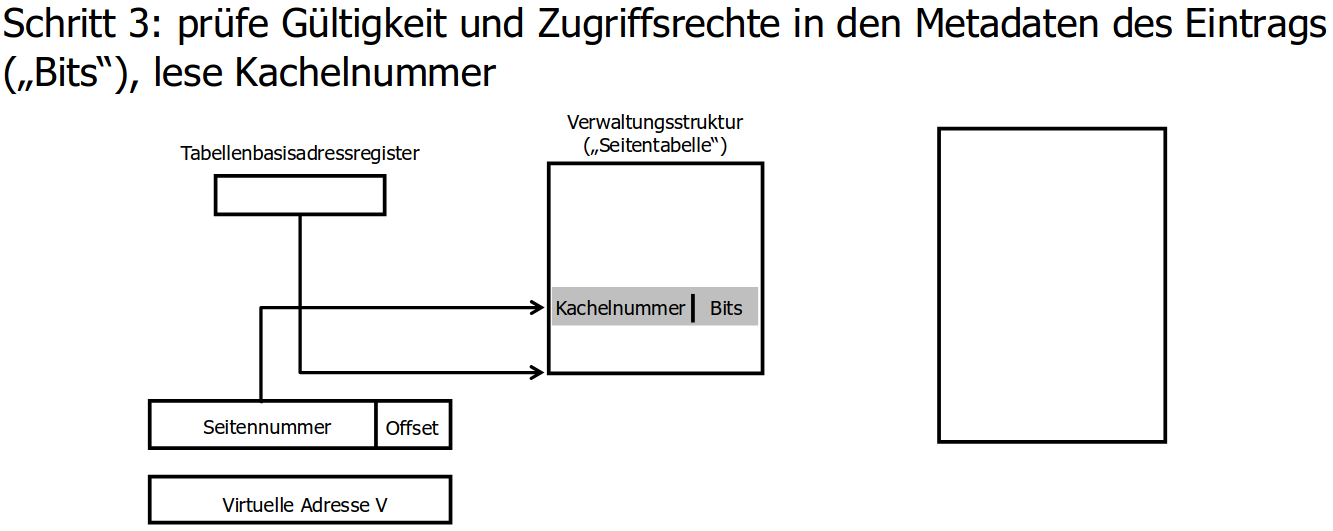 Schritt 3: prüfe Gültigkeit und Zugriffsrechte in den Metadaten des Eintrags
(„Bits“), lese Kachelnummer
Verwaltungsstruktur
(„Seitentabelle“)
Tabellenbasisadressregister
Kachelnummer Bits
Seitennummer Offset
Virtuelle Adresse V